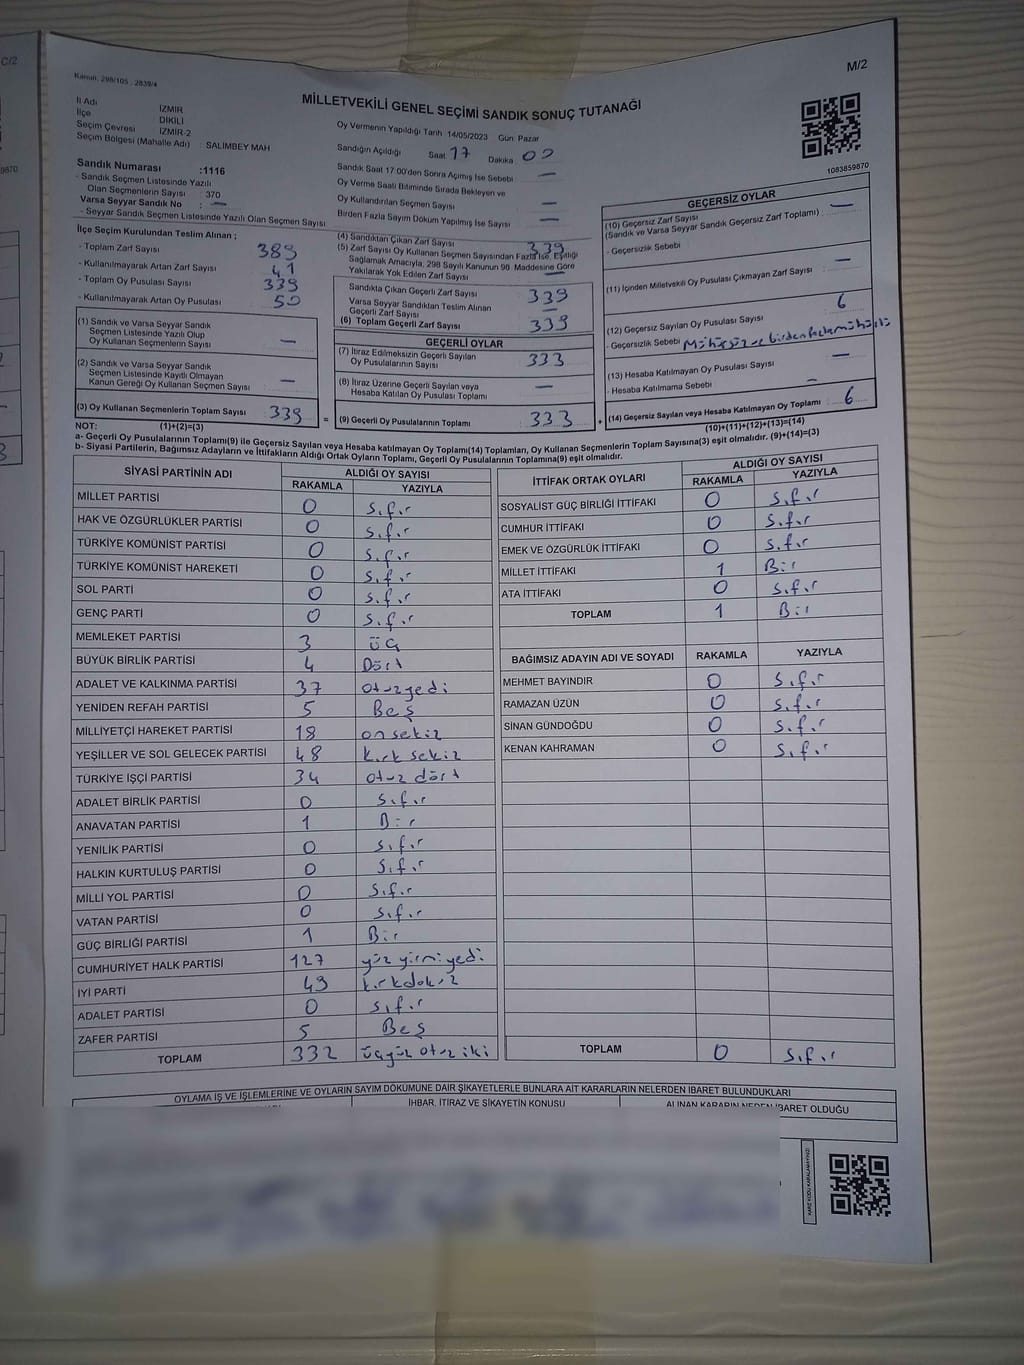 C/2
9870
M/2
Kanun: 298/105 , 2839/4
MİLLETVEKİLİ GENEL SEÇİMİ SANDIK SONUÇ TUTANAĞI
İl Adı İZMİR
İlçe DİKİLİ
Seçim Çevresi İZMİR-2
Seçim Bölgesi (Mahalle Adı) : SALİMBEY MAH
Sandık Numarası :1116
- Sandık Seçmen Listesinde Yazılı
Olan Seçmenlerin Sayısı : 370
Varsa Seyyar Sandık No : —
- Seyyar Sandık Seçmen Listesinde Yazılı Olan Seçmen Sayısı
Oy Vermenin Yapıldığı Tarih 14/05/2023 Gün Pazar
Sandığın Açıldığı Saat 17 Dakika 00
Sandık Saat 17:00'den Sonra Açılmış İse Sebebi —
Oy Verme Saati Bitiminde Sırada Bekleyen ve
Oy Kullandırılan Seçmen Sayısı —
Birden Fazla Sayım Döküm Yapılmış İse Sayısı —
1083859870
İlçe Seçim Kurulundan Teslim Alınan :
- Toplam Zarf Sayısı 389
- Kullanılmayarak Artan Zarf Sayısı 41
- Toplam Oy Pusulası Sayısı 339
- Kullanılmayarak Artan Oy Pusulası 50
(1) Sandık ve Varsa Seyyar Sandık
Seçmen Listesinde Yazılı Olup
Oy Kullanan Seçmenlerin Sayısı —
(2) Sandık ve Varsa Seyyar Sandık
Seçmen Listesinde Kayıtlı Olmayan
Kanun Gereği Oy Kullanan Seçmen Sayısı —
(3) Oy Kullanan Seçmenlerin Toplam Sayısı 339 =
(4) Sandıktan Çıkan Zarf Sayısı 339
(5) Zarf Sayısı Oy Kullanan Seçmen Sayısından Fazla İse, Eşitliği
Sağlamak Amacıyla, 298 Sayılı Kanunun 98. Maddesine Göre
Yakılarak Yok Edilen Zarf Sayısı —
Sandıkta Çıkan Geçerli Zarf Sayısı 339
Varsa Seyyar Sandıktan Teslim Alınan
Geçerli Zarf Sayısı —
(6) Toplam Geçerli Zarf Sayısı 339
GEÇERLİ OYLAR
(7) İtiraz Edilmeksizin Geçerli Sayılan
Oy Pusulalarının Sayısı 333
(8) İtiraz Üzerine Geçerli Sayılan veya
Hesaba Katılan Oy Pusulası Toplamı —
(9) Geçerli Oy Pusulaları Toplamı 333 +
GEÇERSİZ OYLAR
(10) Geçersiz Zarf Sayısı
(Sandık ve Varsa Seyyar Sandık Geçersiz Zarf Toplamı) : —
- Geçersizlik Sebebi
(11) İçinden Milletvekili Oy Pusulası Çıkmayan Zarf Sayısı —
(12) Geçersiz Sayılan Oy Pusulası Sayısı 6
- Geçersizlik Sebebi Mühürsüz ve birden fazla mühürlü
(13) Hesaba Katılmayan Oy Pusulası Sayısı —
- Hesaba Katılmama Sebebi —
(14) Geçersiz Sayılan veya Hesaba Katılmayan Oy Toplamı 6
NOT: (1)+(2)=(3)
(10)+(11)+(12)+(13)=(14)
a- Geçerli Oy Pusulalarının Toplamı(9) ile Geçersiz Sayılan veya Hesaba katılmayan Oy Toplamı(14) Toplamları, Oy Kullanan Seçmenlerin Toplam Sayısına(3) eşit olmalıdır. (9)+(14)=(3)
b- Siyasi Partilerin, Bağımsız Adayların ve İttifakların Aldığı Ortak Oyların Toplamı, Geçerli Oy Pusulalarının Toplamına(9) eşit olmalıdır.
SİYASİ PARTİNİN ADI ALDIĞI OY SAYISI
RAKAMLA YAZIYLA
MİLLET PARTİSİ 0 Sıfır
HAK VE ÖZGÜRLÜKLER PARTİSİ 0 Sıfır
TÜRKİYE KOMÜNİST PARTİSİ 0 Sıfır
TÜRKİYE KOMÜNİST HAREKETİ 0 Sıfır
SOL PARTİ 0 Sıfır
GENÇ PARTİ 0 Sıfır
MEMLEKET PARTİSİ 3 üç
BÜYÜK BİRLİK PARTİSİ 4 Dört
ADALET VE KALKINMA PARTİSİ 37 otuzyedi
YENİDEN REFAH PARTİSİ 5 Beş
MİLLİYETÇİ HAREKET PARTİSİ 18 onsekiz
YEŞİLLER VE SOL GELECEK PARTİSİ 48 kırk sekiz
TÜRKİYE İŞÇİ PARTİSİ 34 otuz dört
ADALET BİRLİK PARTİSİ 0 Sıfır
ANAVATAN PARTİSİ 1 Bir
YENİLİK PARTİSİ 0 Sıfır
HALKIN KURTULUŞ PARTİSİ 0 Sıfır
MİLLİ YOL PARTİSİ 0 Sıfır
VATAN PARTİSİ 0 Sıfır
GÜÇ BİRLİĞİ PARTİSİ 1 Bir
CUMHURİYET HALK PARTİSİ 127 yüz yirmi yedi
İYİ PARTİ 49 kırkdokuz
ADALET PARTİSİ 0 Sıfır
ZAFER PARTİSİ 5 Beş
TOPLAM 332 üçyüz otuz iki
İTTİFAK ORTAK OYLARI ALDIĞI OY SAYISI
RAKAMLA YAZIYLA
SOSYALİST GÜÇ BİRLİĞİ İTTİFAKI 0 Sıfır
CUMHUR İTTİFAKI 0 Sıfır
EMEK VE ÖZGÜRLÜK İTTİFAKI 0 Sıfır
MİLLET İTTİFAKI 1 Bir
ATA İTTİFAKI 0 Sıfır
TOPLAM 1 Bir
BAĞIMSIZ ADAYIN ADI VE SOYADI RAKAMLA YAZIYLA
MEHMET BAYINDIR 0 Sıfır
RAMAZAN ÜZÜN 0 Sıfır
SİNAN GÜNDOĞDU 0 Sıfır
KENAN KAHRAMAN 0 Sıfır
TOPLAM 0 Sıfır
OYLAMA İŞ VE İŞLEMLERİNE VE OYLARIN SAYIM DÖKÜMÜNE DAİR ŞİKAYETLERLE BUNLARA AİT KARARLARIN NELERDEN İBARET BULUNDUKLARI
İHBAR, İTİRAZ VE ŞİKAYETİN KONUSU
ALINAN KARARIN NEDEN İBARET OLDUĞU
KARE KODU KARALAMAYINIZ!